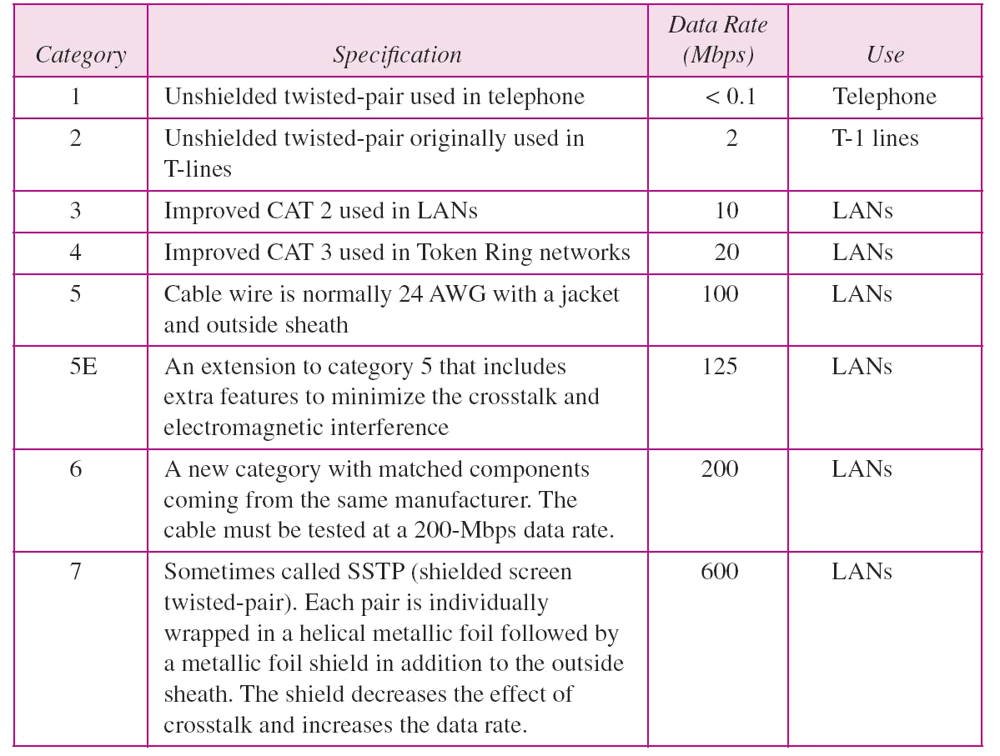 Data Rate
Category Specification (Mbps) Use
1 Unshielded twisted-pair used in telephone < 0.1 Telephone
2 Unshielded twisted-pair originally used in 2 T-1 lines
T-lines
3 Improved CAT 2 used in LANs 10 LANs
4 Improved CAT 3 used in Token Ring networks 20 LANs
5 Cable wire is normally 24 AWG with a jacket 100 LANs
and outside sheath
5E An extension to category 5 that includes 125 LANs
extra features to minimize the crosstalk and
electromagnetic interference
6 A new category with matched components 200 LANs
coming from the same manufacturer. The
cable must be tested at a 200-Mbps data rate.
7 Sometimes called SSTP (shielded screen 600 LANs
twisted-pair). Each pair is individually
wrapped in a helical metallic foil followed by
a metallic foil shield in addition to the outside
sheath. The shield decreases the effect of
crosstalk and increases the data rate.